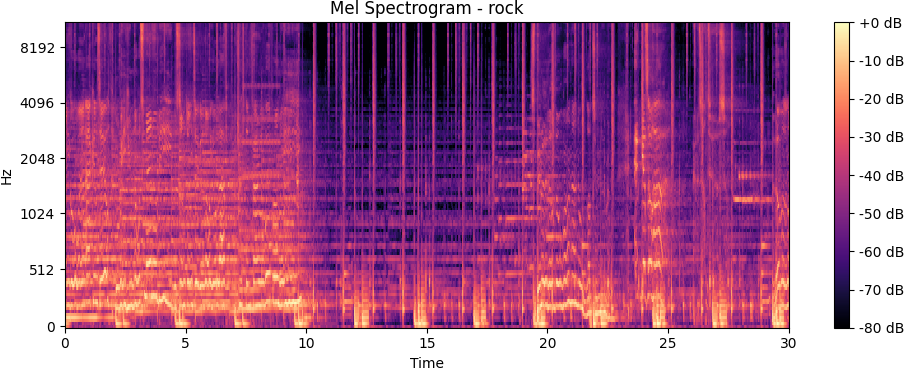 Mel Spectrogram - rock
8192
4096
2048
1024
512
0
Hz
0 5 10 15 20 25 30
Time
+0 dB
-10 dB
-20 dB
-30 dB
-40 dB
-50 dB
-60 dB
-70 dB
-80 dB